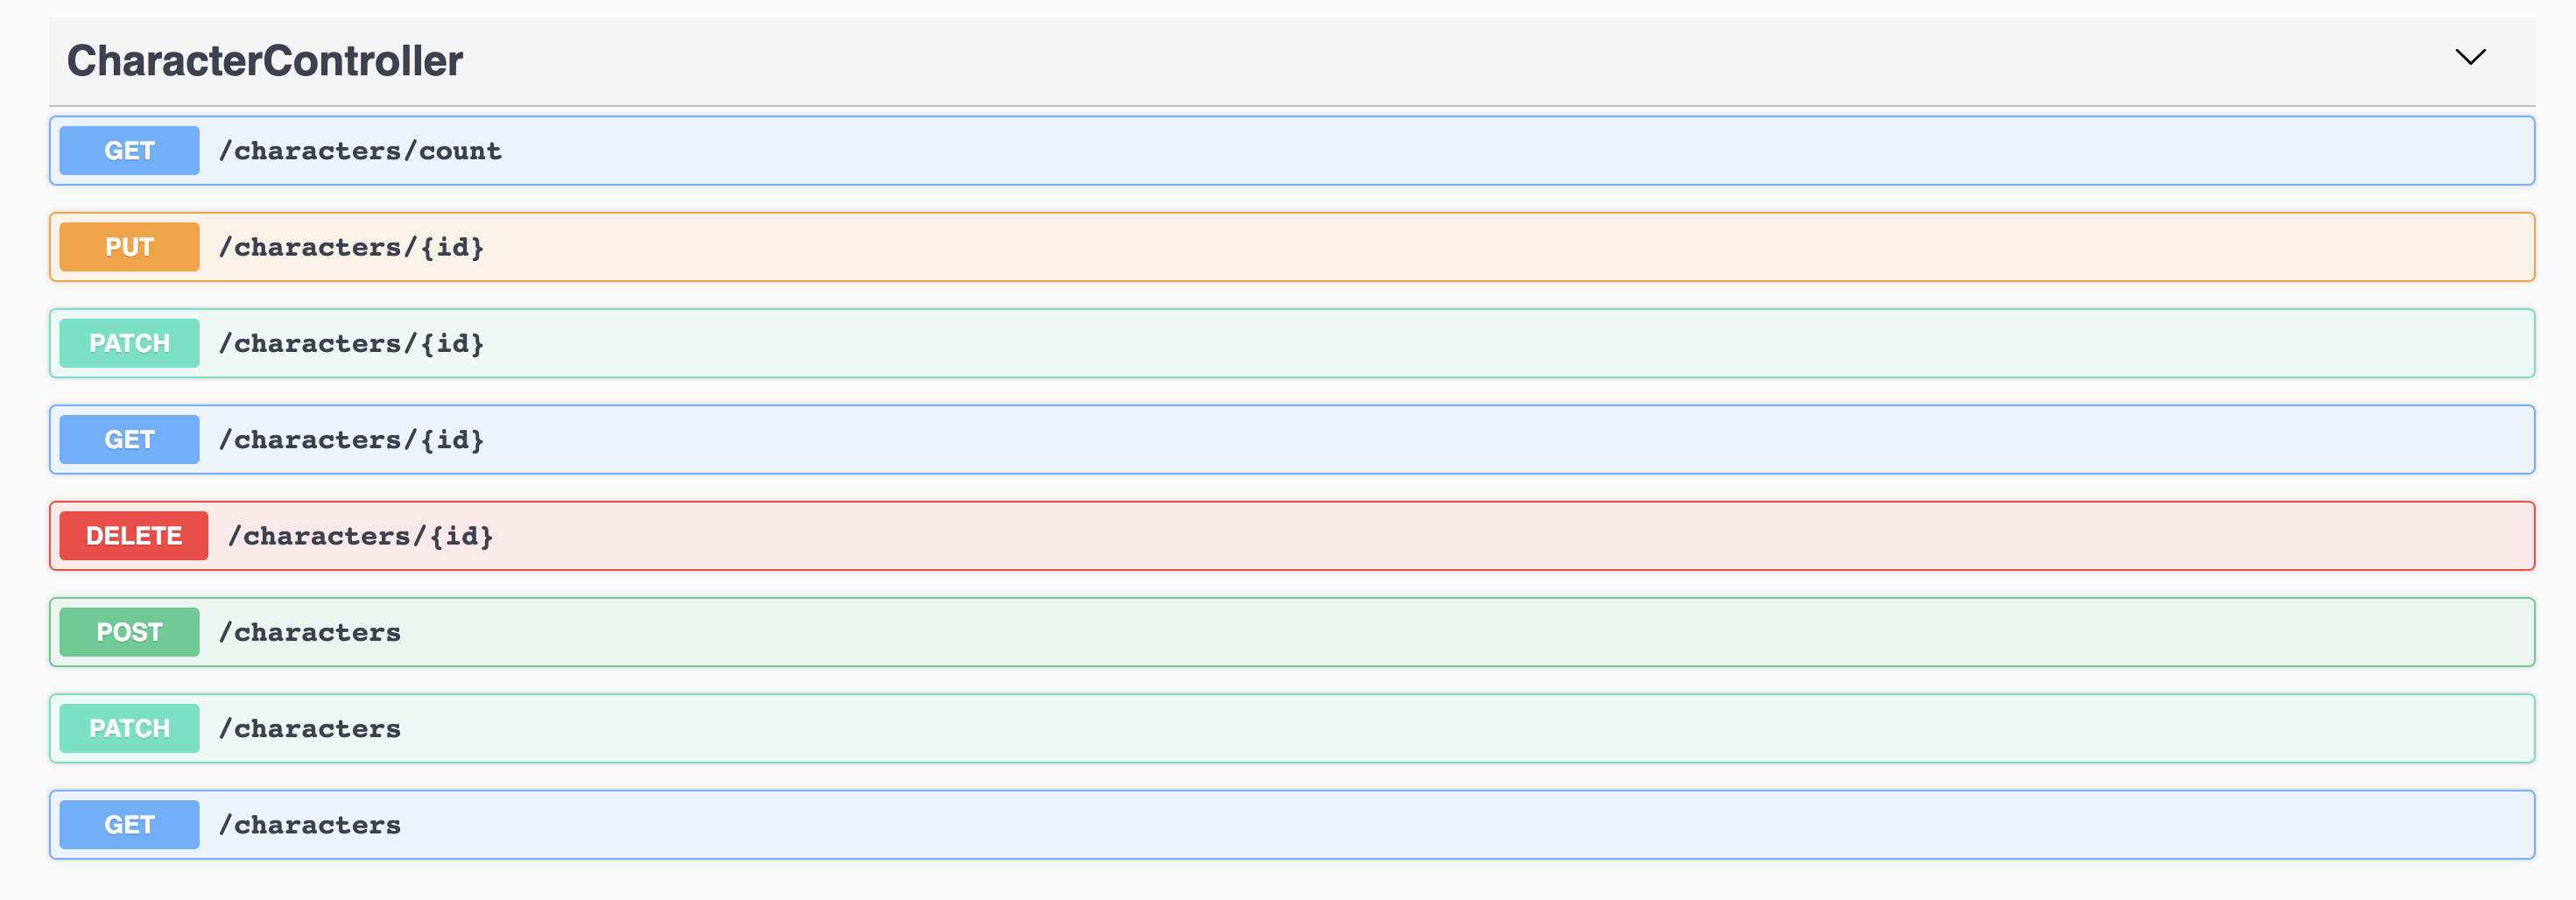 CharacterController
GET /characters/count
PUT /characters/{id}
PATCH /characters/{id}
GET /characters/{id}
DELETE /characters/{id}
POST /characters
PATCH /characters
GET /characters